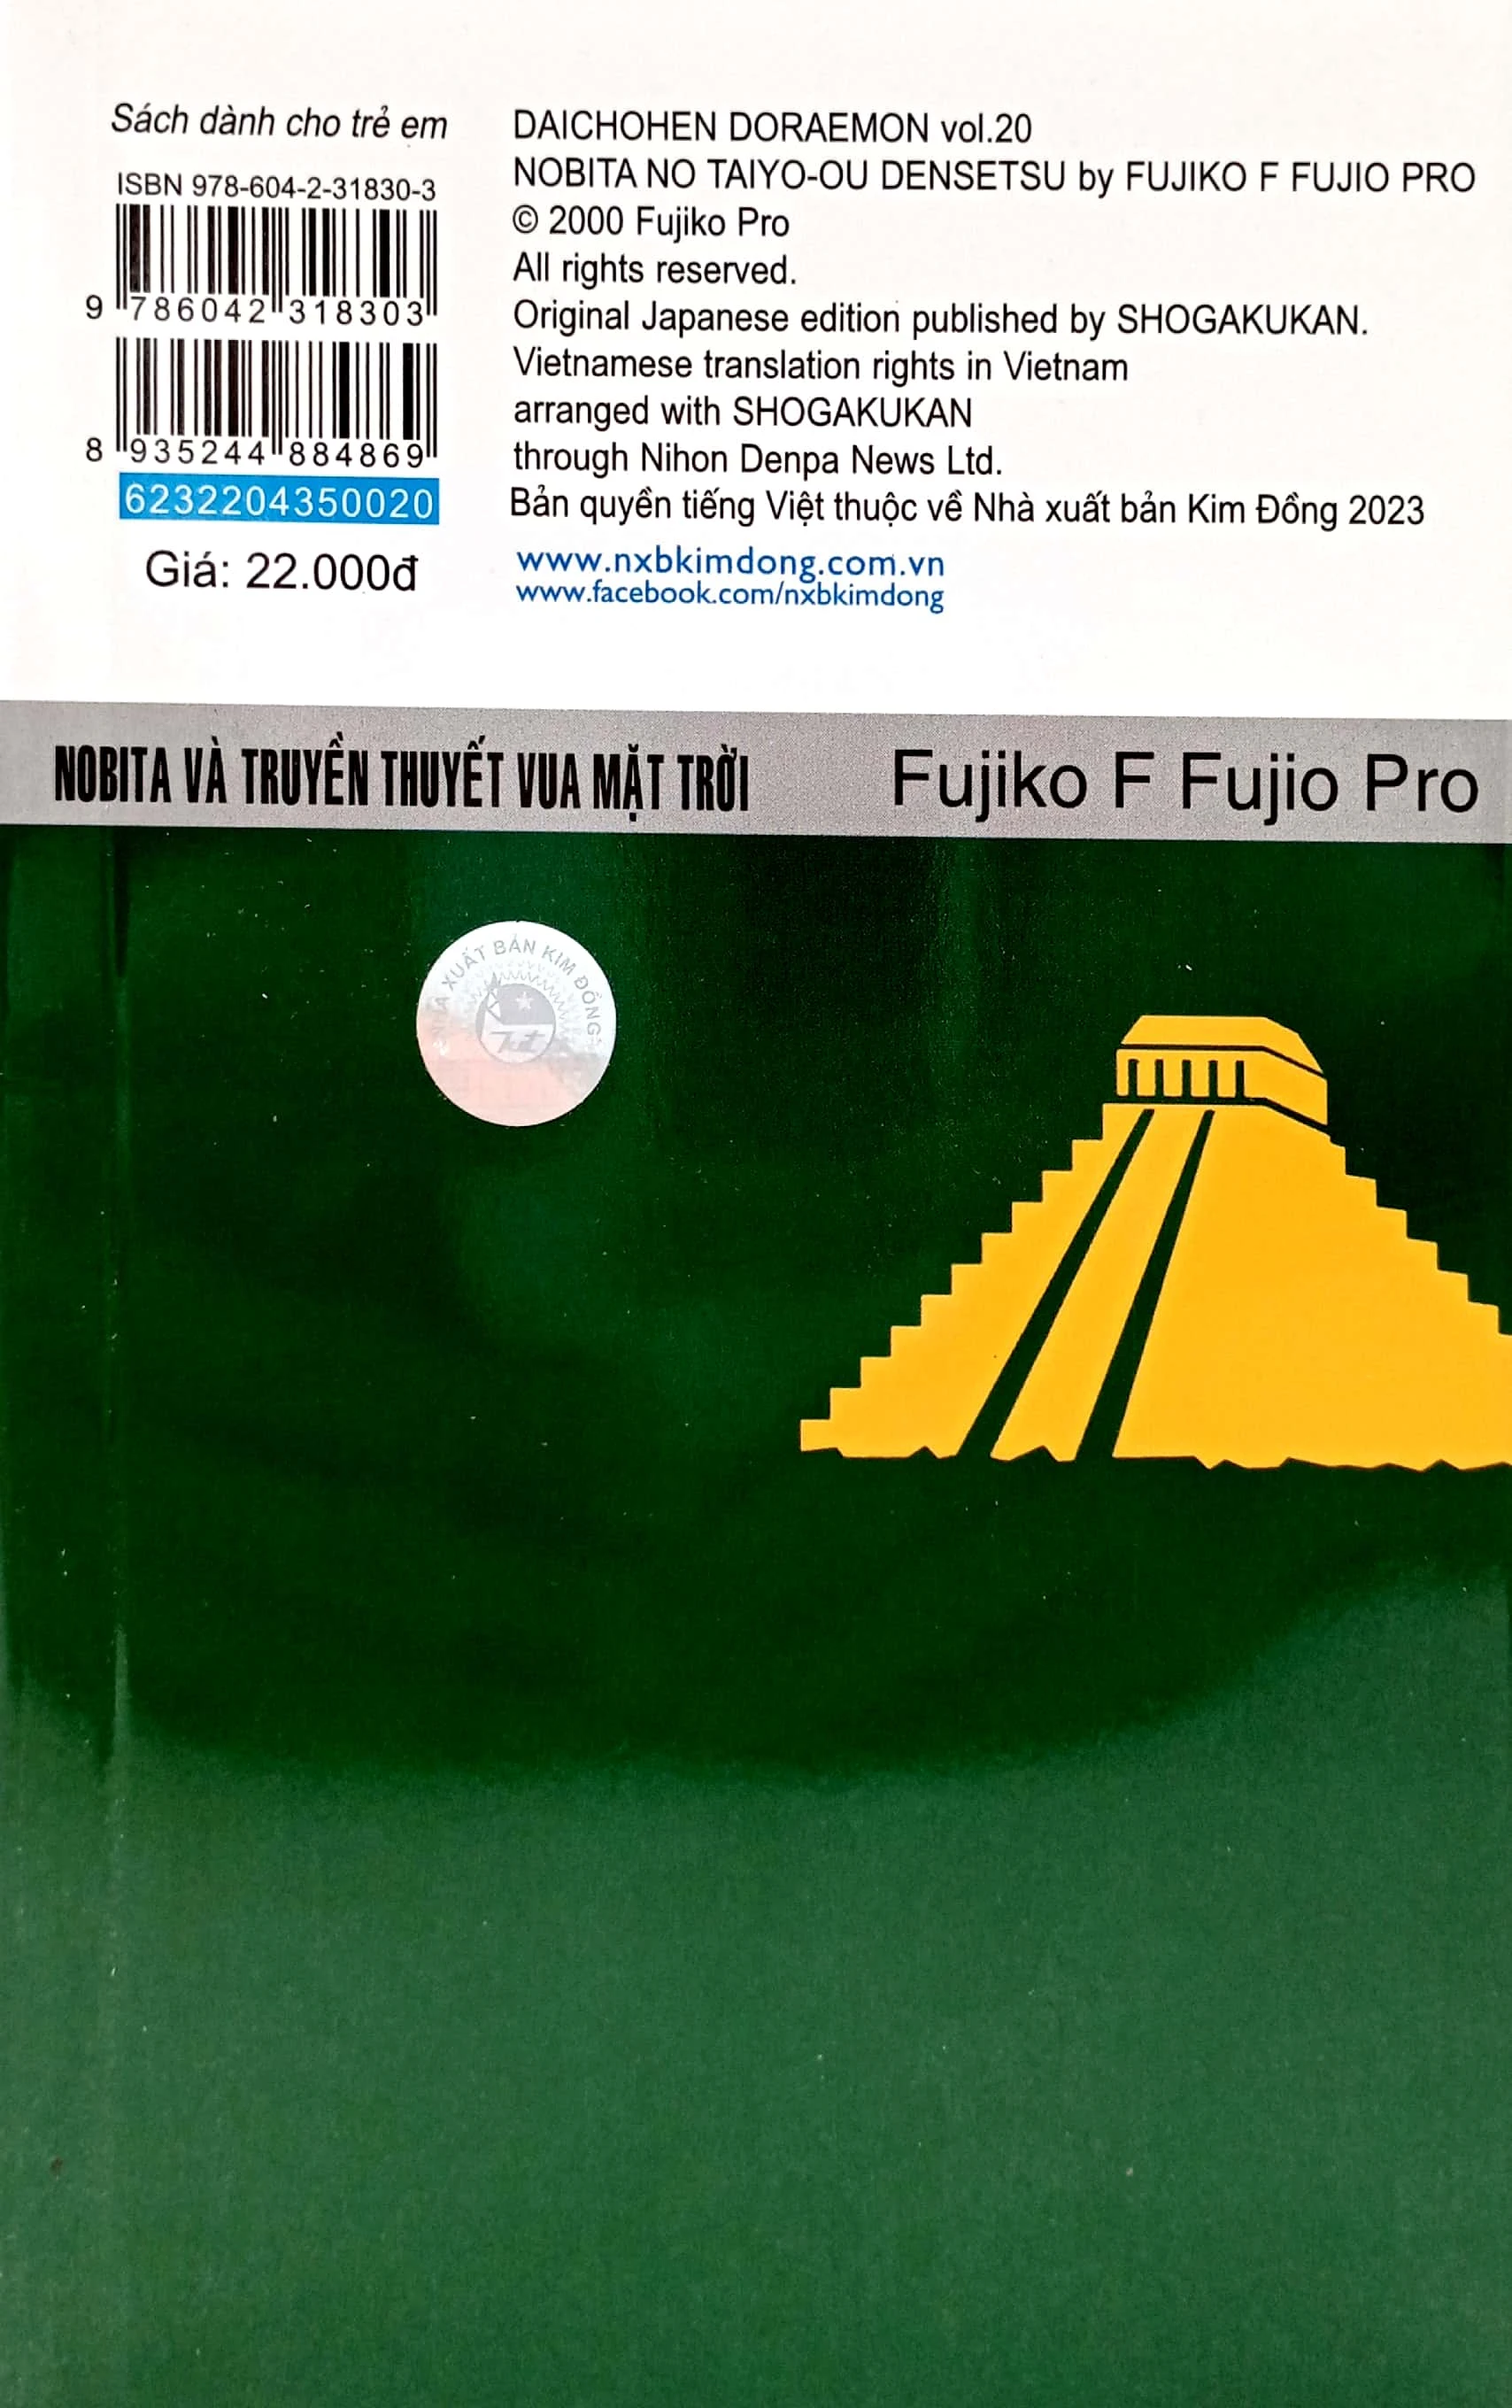 Sách dành cho trẻ em
ISBN 978-604-2-31830-3
9 786042 318303
8 935244 884869
6232204350020
Giá: 22.000đ
DAICHOHEN DORAEMON vol.20
NOBITA NO TAIYO-OU DENSETSU by FUJIKO F FUJIO PRO
© 2000 Fujiko Pro
All rights reserved.
Original Japanese edition published by SHOGAKUKAN.
Vietnamese translation rights in Vietnam
arranged with SHOGAKUKAN
through Nihon Denpa News Ltd.
Bản quyền tiếng Việt thuộc về Nhà xuất bản Kim Đồng 2023
www.nxbkimdong.com.vn
www.facebook.com/nxbkimdong
NOBITA VÀ TRUYỀN THUYẾT VUA MẶT TRỜI
Fujiko F Fujio Pro
NHÀ XUẤT BẢN KIM ĐỒNG